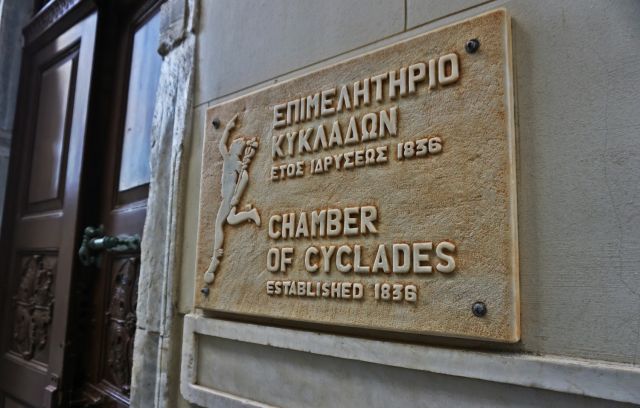 ΕΠΙΜΕΛΗΤΗΡΙΟ
ΚΥΚΛΑΔΩΝ
ΕΤΟΣ ΙΔΡΥΣΕΩΣ 1836
CHAMBER
OF CYCLADES
ESTABLISHED 1836